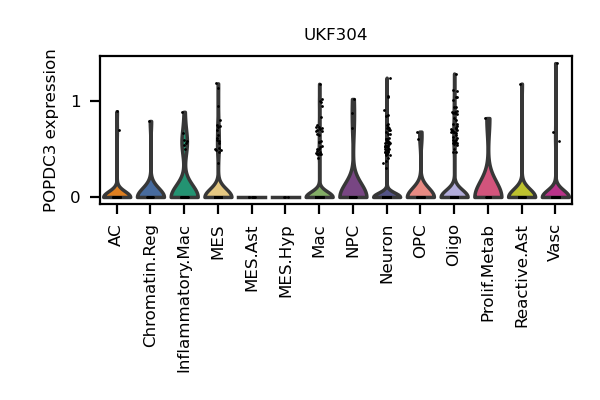 UKF304
POPDC3 expression
1
0
AC
Chromatin.Reg
Inflammatory.Mac
MES
MES.Ast
MES.Hyp
Mac
NPC
Neuron
OPC
Oligo
Prolif.Metab
Reactive.Ast
Vasc